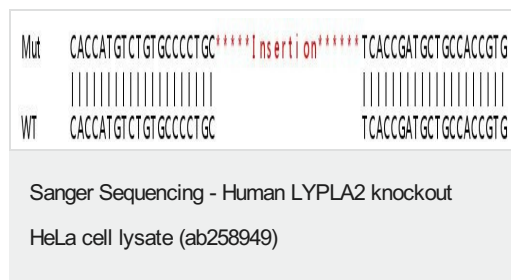 Mut CACCATGTCTGTGCCCCTGC*****Insertion******TCACCGATGCTGCCACCGTG
||||||||||||||||||||
||||||||||||||||||||
WT CACCATGTCTGTGCCCCTGC TCACCGATGCTGCCACCGTG
Sanger Sequencing - Human LYPLA2 knockout
HeLa cell lysate (ab258949)